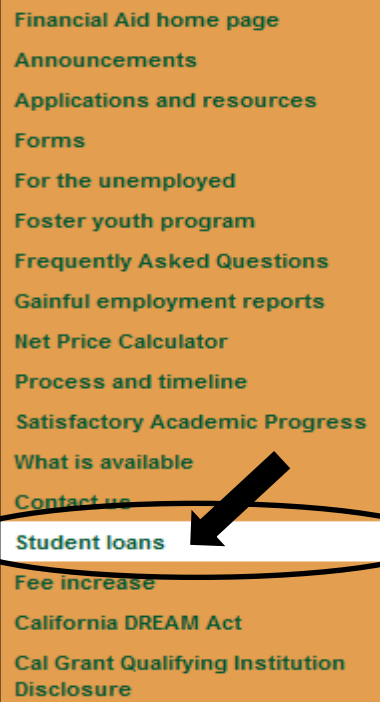 Financial Aid home page
Announcements
Applications and resources
Forms
For the unemployed
Foster youth program
Frequently Asked Questions
Gainful employment reports
Net Price Calculator
Process and timeline
Satisfactory Academic Progress
What is available
Contact us
Student loans
Fee increase
California DREAM Act
Cal Grant Qualifying Institution
Disclosure